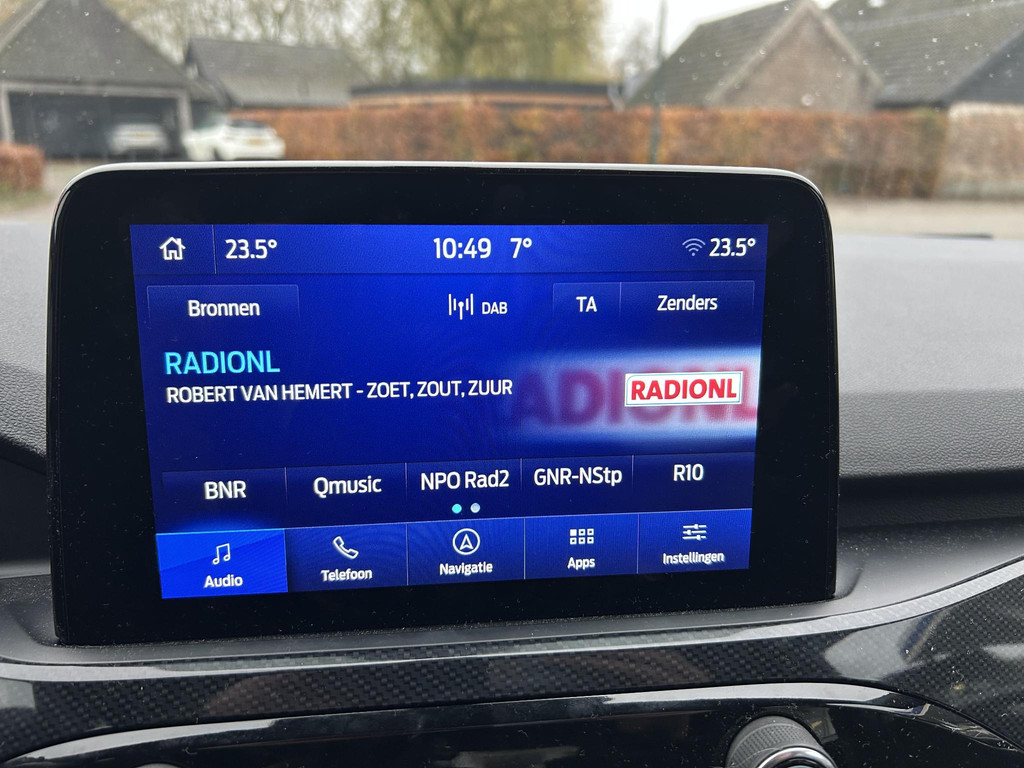 23.5° 10:49 7° 23.5°
Bronnen DAB TA Zenders
RADIONL
ROBERT VAN HEMERT - ZOET, ZOUT, ZUUR
RADIONL
RADIONL
BNR Qmusic NPO Rad2 GNR-NStp R10
Audio Telefoon Navigatie Apps Instellingen